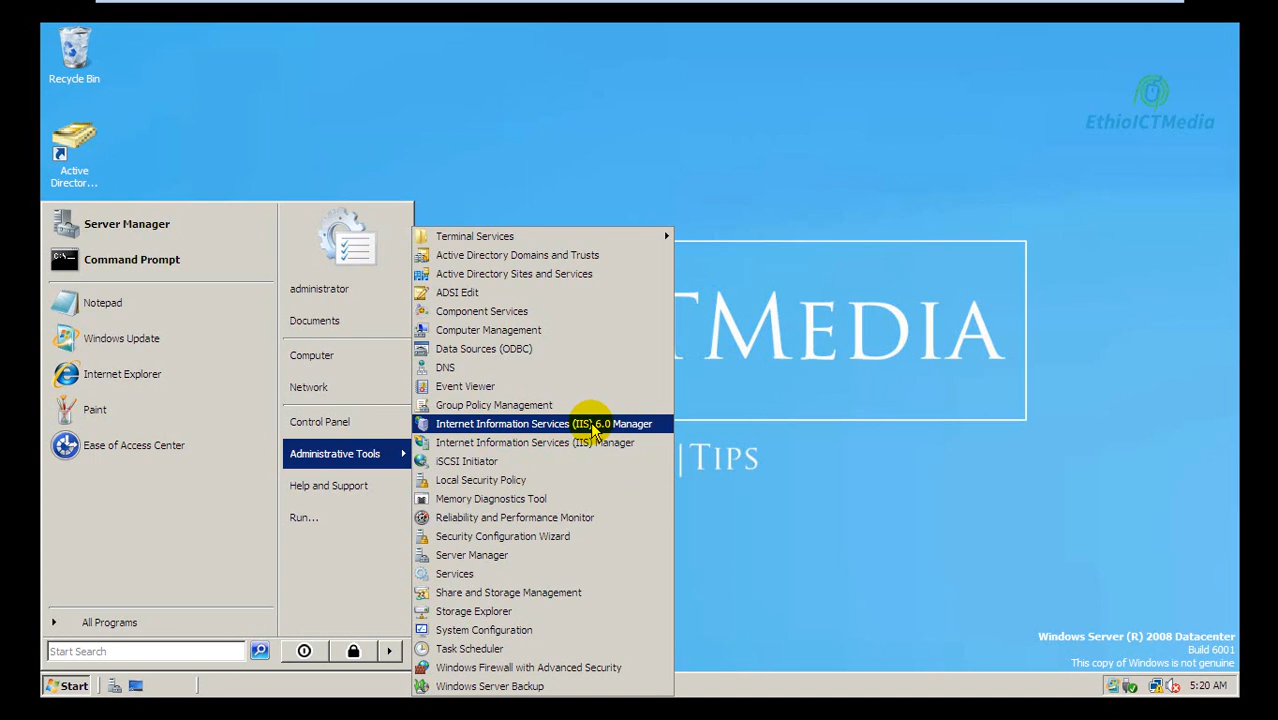 Recycle Bin
EthioICTMedia
Active
Director...
Server Manager
Command Prompt
Notepad
Windows Update
Internet Explorer
Paint
Ease of Access Center
All Programs
Start Search
administrator
Documents
Computer
Network
Control Panel
Administrative Tools
Help and Support
Run...
Terminal Services
Active Directory Domains and Trusts
Active Directory Sites and Services
ADSI Edit
Component Services
Computer Management
Data Sources (ODBC)
DNS
Event Viewer
Group Policy Management
Internet Information Services (IIS) 6.0 Manager
Internet Information Services (IIS) Manager
iSCSI Initiator
Local Security Policy
Memory Diagnostics Tool
Reliability and Performance Monitor
Security Configuration Wizard
Server Manager
Services
Share and Storage Management
Storage Explorer
System Configuration
Task Scheduler
Windows Firewall with Advanced Security
Windows Server Backup
TMEDIA
|TIPS
Windows Server (R) 2008 Datacenter
Build 6001
This copy of Windows is not genuine
Start
5:20 AM